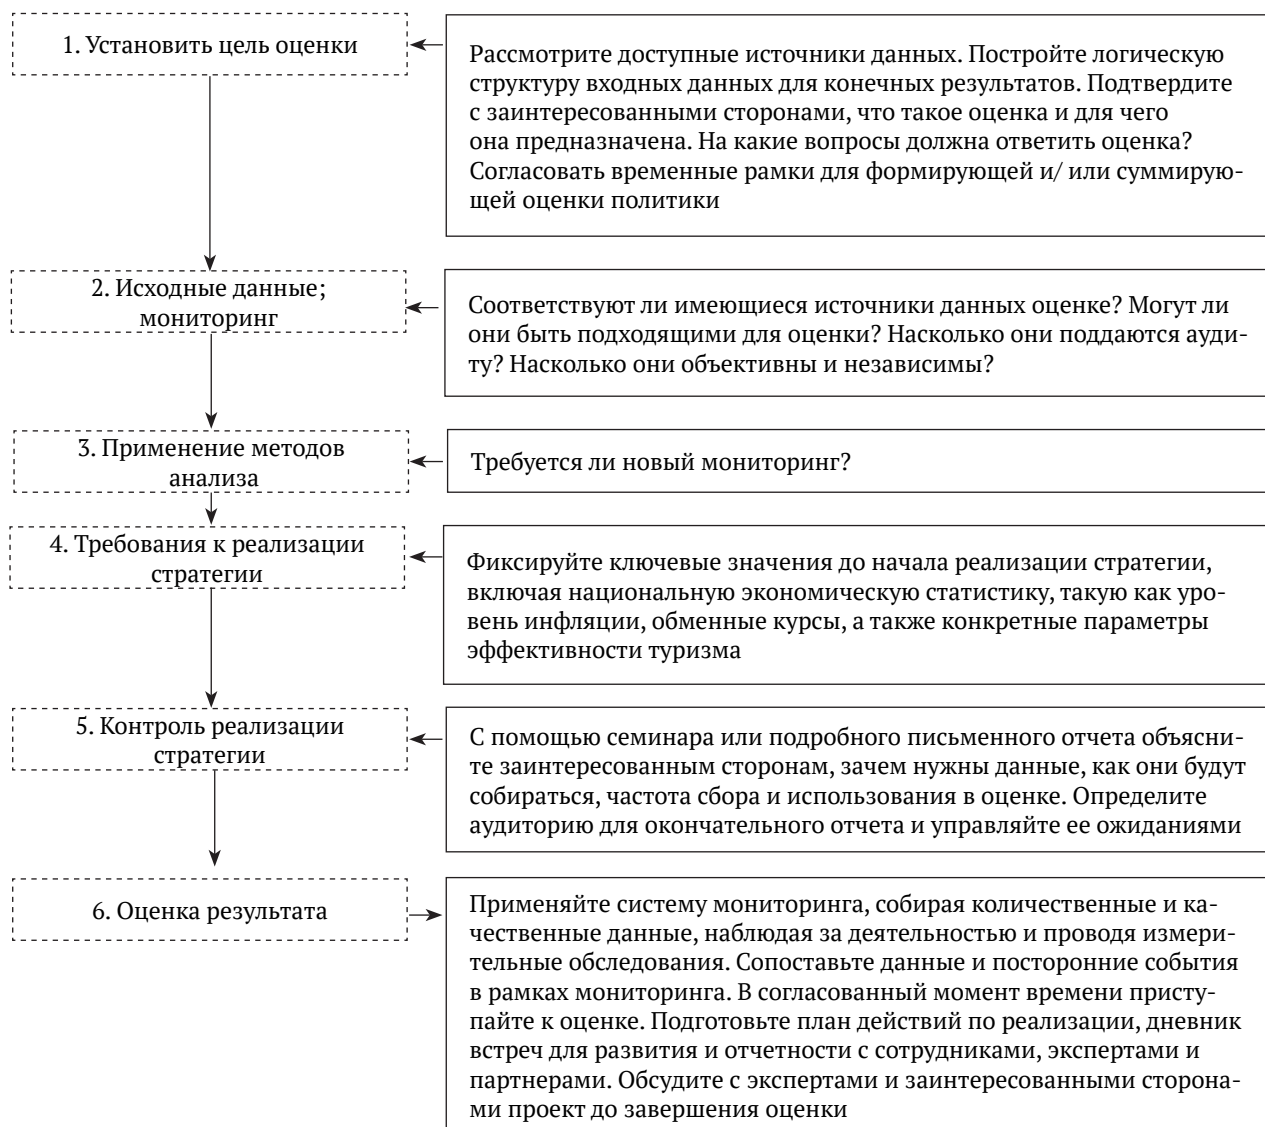 1. Установить цель оценки
Рассмотрите доступные источники данных. Постройте логическую
структуру входных данных для конечных результатов. Подтвердите
с заинтересованными сторонами, что такое оценка и для чего
она предназначена. На какие вопросы должна ответить оценка?
Согласовать временные рамки для формирующей и/ или суммирую-
щей оценки политики
2. Исходные данные;
мониторинг
Соответствуют ли имеющиеся источники данных оценке? Могут ли
они быть подходящими для оценки? Насколько они поддаются ауди-
ту? Насколько они объективны и независимы?
3. Применение методов
анализа
Требуется ли новый мониторинг?
4. Требования к реализации
стратегии
Фиксируйте ключевые значения до начала реализации стратегии,
включая национальную экономическую статистику, такую как уро-
вень инфляции, обменные курсы, а также конкретные параметры
эффективности туризма
5. Контроль реализации
стратегии
С помощью семинара или подробного письменного отчета объясни-
те заинтересованным сторонам, зачем нужны данные, как они будут
собираться, частота сбора и использования в оценке. Определите
аудиторию для окончательного отчета и управляйте ее ожиданиями
6. Оценка результата
Применяйте систему мониторинга, собирая количественные и ка-
чественные данные, наблюдая за деятельностью и проводя измери-
тельные обследования. Сопоставьте данные и посторонние события
в рамках мониторинга. В согласованный момент времени присту-
пайте к оценке. Подготовьте план действий по реализации, дневник
встреч для развития и отчетности с сотрудниками, экспертами и
партнерами. Обсудите с экспертами и заинтересованными сторона-
ми проект до завершения оценки